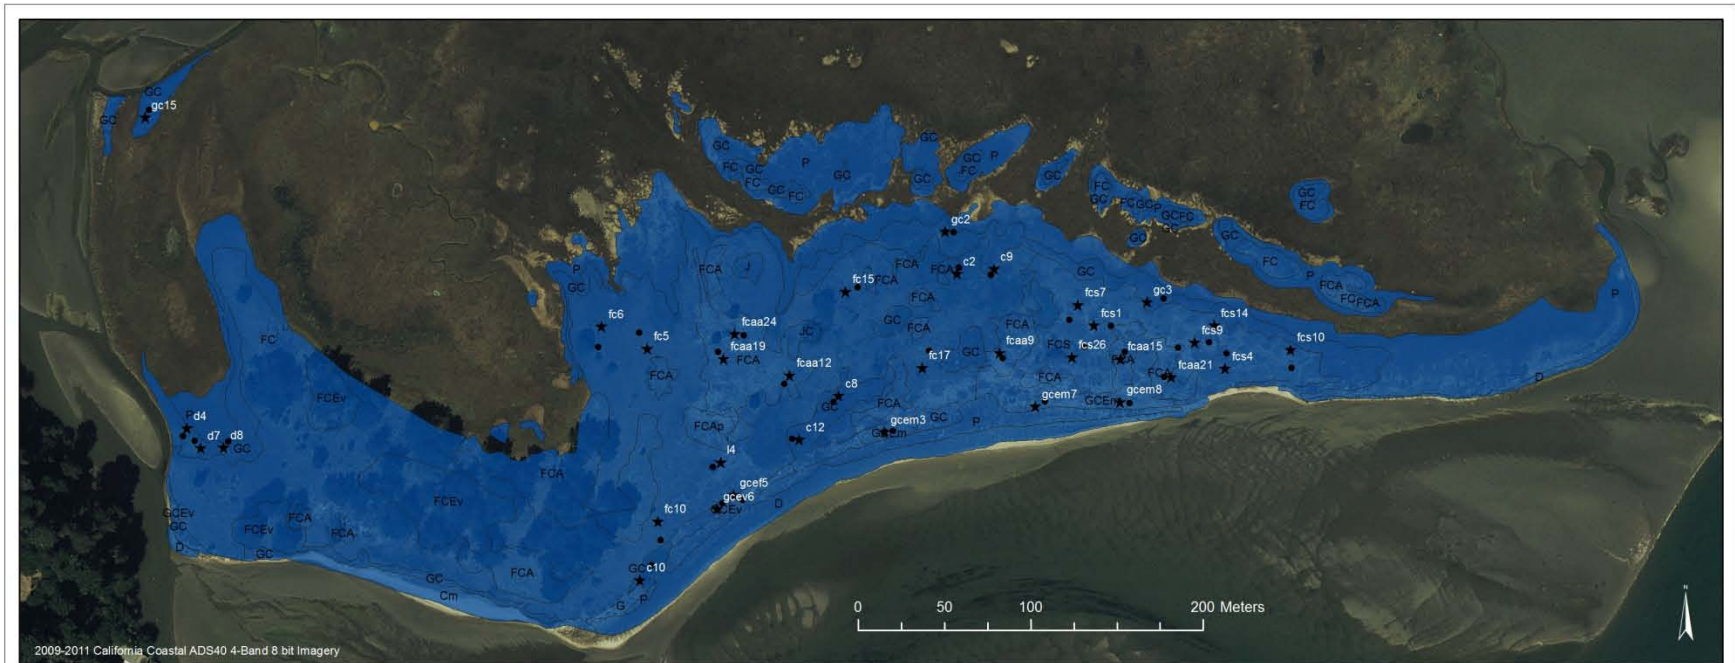 GC
gc15
GC
GC
GC
FC
GC
FC
GC
FC
P
GC
GC
GC
GC
P
FC
GC
FC
GC
FC
GC
P
GC
FC
GC
GC
GC
FC
GC
FC
P
FCA
FC
FCA
P
gc2
P
GC
FCA
J
FCA
FCA
FCA
c2
c9
GC
fc15
FCA
gc3
fcs7
FC
fc6
fc5
fcaa24
fcaa19
FCA
JC
GC
FCA
FCA
fcs1
fcs14
fcs9
fcs10
FCS
fcs26
fcaa15
FCA
fcaa9
GC
fc17
fcs4
FCA
fcaa21
FCA
FCA
fcaa12
FCEv
c8
GC
FCA
gcem7
GCEm
gcem8
D
P
d4
d7
d8
GC
FCAp
c12
gcem3
GCEm
GC
P
l4
FCA
FCEv
gcef5
gcev6
GCEv
D
GCEv
GC
FCEv
FCA
FCA
fc10
D
GC
FCA
GC
c10
GC
Cm
G
P
0 50 100 200 Meters
N
2009-2011 California Coastal ADS40 4-Band 8 bit Imagery